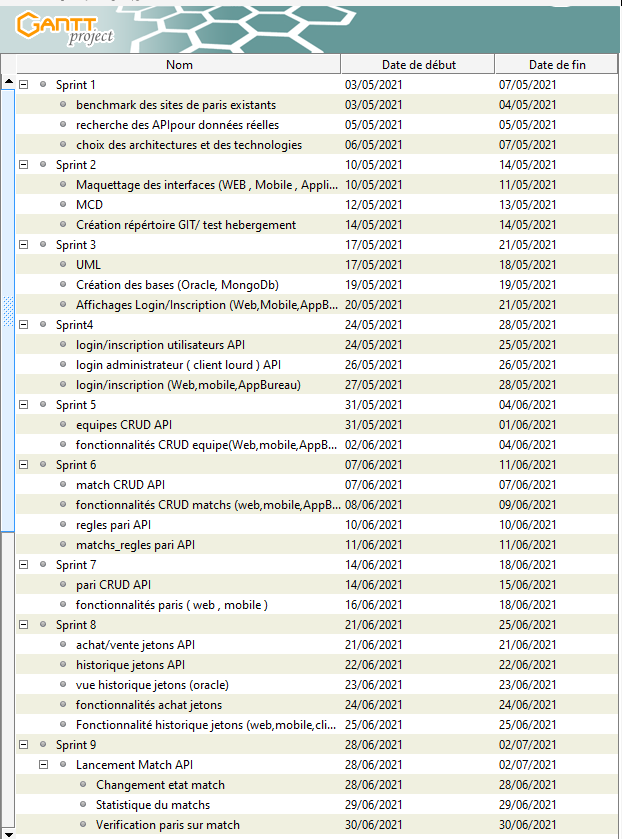 GANTT
project
Nom Date de début Date de fin
Sprint 1 03/05/2021 07/05/2021
benchmark des sites de paris existants 03/05/2021 04/05/2021
recherche des APIpour données réelles 05/05/2021 05/05/2021
choix des architectures et des technologies 06/05/2021 07/05/2021
Sprint 2 10/05/2021 14/05/2021
Maquettage des interfaces (WEB , Mobile , Appli... 10/05/2021 11/05/2021
MCD 12/05/2021 13/05/2021
Création répértoire GIT/ test hebergement 14/05/2021 14/05/2021
Sprint 3 17/05/2021 21/05/2021
UML 17/05/2021 18/05/2021
Création des bases (Oracle, MongoDb) 19/05/2021 19/05/2021
Affichages Login/Inscription (Web,Mobile,AppB... 20/05/2021 21/05/2021
Sprint4 24/05/2021 28/05/2021
login/inscription utilisateurs API 24/05/2021 25/05/2021
login administrateur ( client lourd ) API 26/05/2021 26/05/2021
login/inscription (Web,mobile,AppBureau) 27/05/2021 28/05/2021
Sprint 5 31/05/2021 04/06/2021
equipes CRUD API 31/05/2021 01/06/2021
fonctionnalités CRUD equipe(Web,mobile,AppB... 02/06/2021 04/06/2021
Sprint 6 07/06/2021 11/06/2021
match CRUD API 07/06/2021 07/06/2021
fonctionnalités CRUD matchs (web,mobile,AppB... 08/06/2021 09/06/2021
regles pari API 10/06/2021 10/06/2021
matchs_regles pari API 11/06/2021 11/06/2021
Sprint 7 14/06/2021 18/06/2021
pari CRUD API 14/06/2021 15/06/2021
fonctionnalités paris ( web , mobile ) 16/06/2021 18/06/2021
Sprint 8 21/06/2021 25/06/2021
achat/vente jetons API 21/06/2021 21/06/2021
historique jetons API 22/06/2021 22/06/2021
vue historique jetons (oracle) 23/06/2021 23/06/2021
fonctionnalités achat jetons 24/06/2021 24/06/2021
Fonctionnalité historique jetons (web,mobile,cli... 25/06/2021 25/06/2021
Sprint 9 28/06/2021 02/07/2021
Lancement Match API 28/06/2021 02/07/2021
Changement etat match 28/06/2021 28/06/2021
Statistique du matchs 29/06/2021 29/06/2021
Verification paris sur match 30/06/2021 30/06/2021